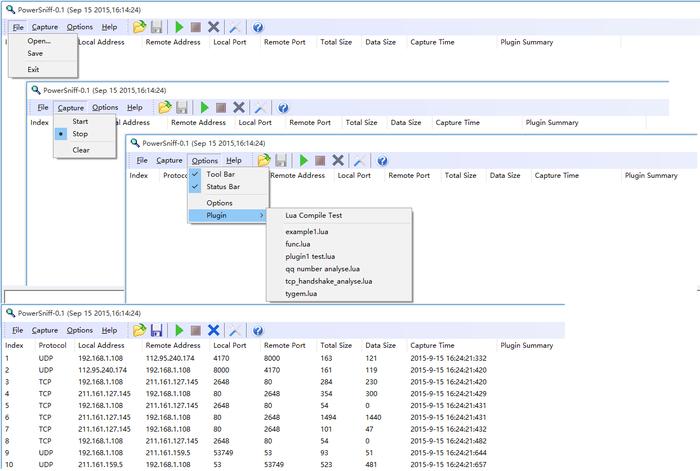 PowerSniff-0.1 (Sep 15 2015,16:14:24)
File Capture Options Help
Local Address Remote Address Local Port Remote Port Total Size Data Size Capture Time Plugin Summary
Open...
Save
Exit
PowerSniff-0.1 (Sep 15 2015,16:14:24)
File Capture Options Help
Index Remote Address Local Port Remote Port Total Size Data Size Capture Time Plugin Summary
Start
Stop
Clear
PowerSniff-0.1 (Sep 15 2015,16:14:24)
File Capture Options Help
Index Remote Address Local Port Remote Port Total Size Data Size Capture Time Plugin Summary
Tool Bar
Status Bar
Options
Plugin
Lua Compile Test
example1.lua
func.lua
plugin1 test.lua
qq number analyse.lua
tcp_handshake_analyse.lua
tygem.lua
PowerSniff-0.1 (Sep 15 2015,16:14:24)
File Capture Options Help
Index Protocol Local Address Remote Address Local Port Remote Port Total Size Data Size Capture Time Plugin Summary
1 UDP 192.168.1.108 112.95.240.174 4170 8000 163 121 2015-9-15 16:24:21:332
2 UDP 112.95.240.174 192.168.1.108 8000 4170 161 119 2015-9-15 16:24:21:420
3 TCP 192.168.1.108 211.161.127.145 2648 80 284 230 2015-9-15 16:24:21:420
4 TCP 211.161.127.145 192.168.1.108 80 2648 354 300 2015-9-15 16:24:21:429
5 TCP 192.168.1.108 211.161.127.145 2648 80 54 0 2015-9-15 16:24:21:431
6 TCP 211.161.127.145 192.168.1.108 80 2648 1494 1440 2015-9-15 16:24:21:431
7 TCP 211.161.127.145 192.168.1.108 80 2648 101 47 2015-9-15 16:24:21:432
8 TCP 192.168.1.108 211.161.127.145 2648 80 54 0 2015-9-15 16:24:21:482
9 UDP 192.168.1.108 211.161.159.5 53749 53 93 51 2015-9-15 16:24:21:644
10 UDP 211.161.159.5 192.168.1.108 53 53749 523 481 2015-9-15 16:24:21:657